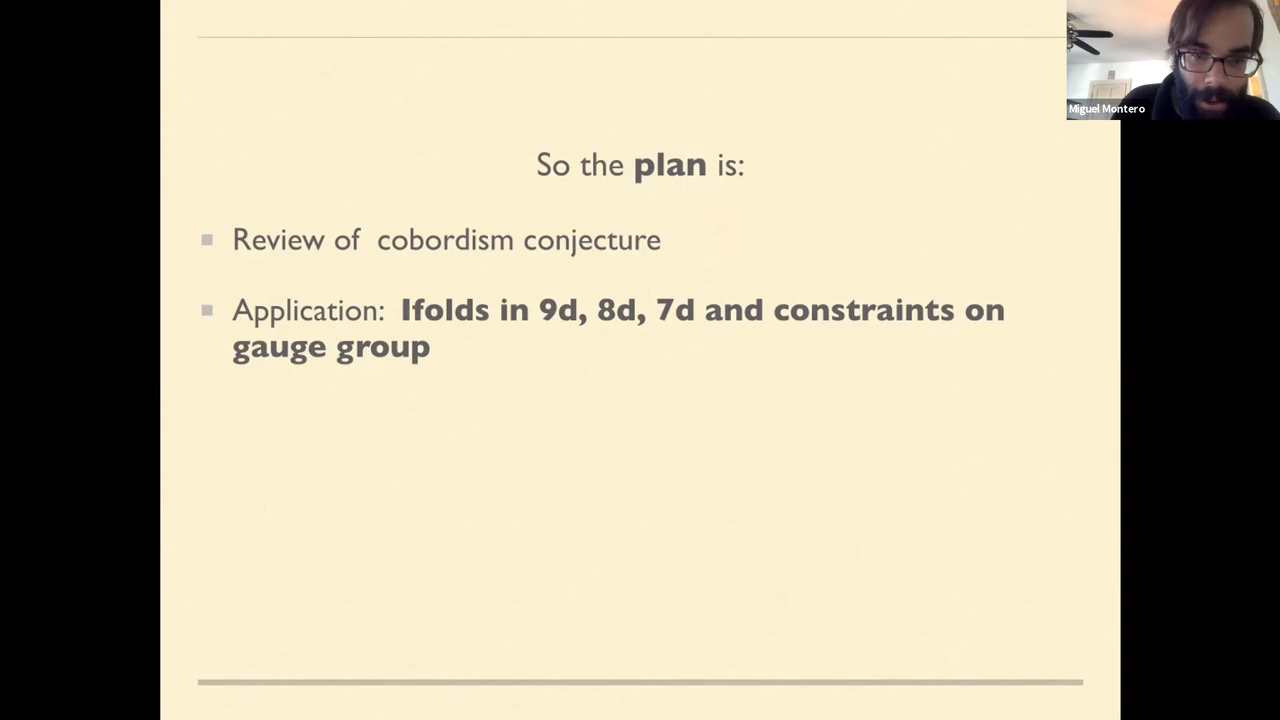 Miguel Montero
So the plan is:
Review of cobordism conjecture
Application: Ifolds in 9d, 8d, 7d and constraints on
gauge group